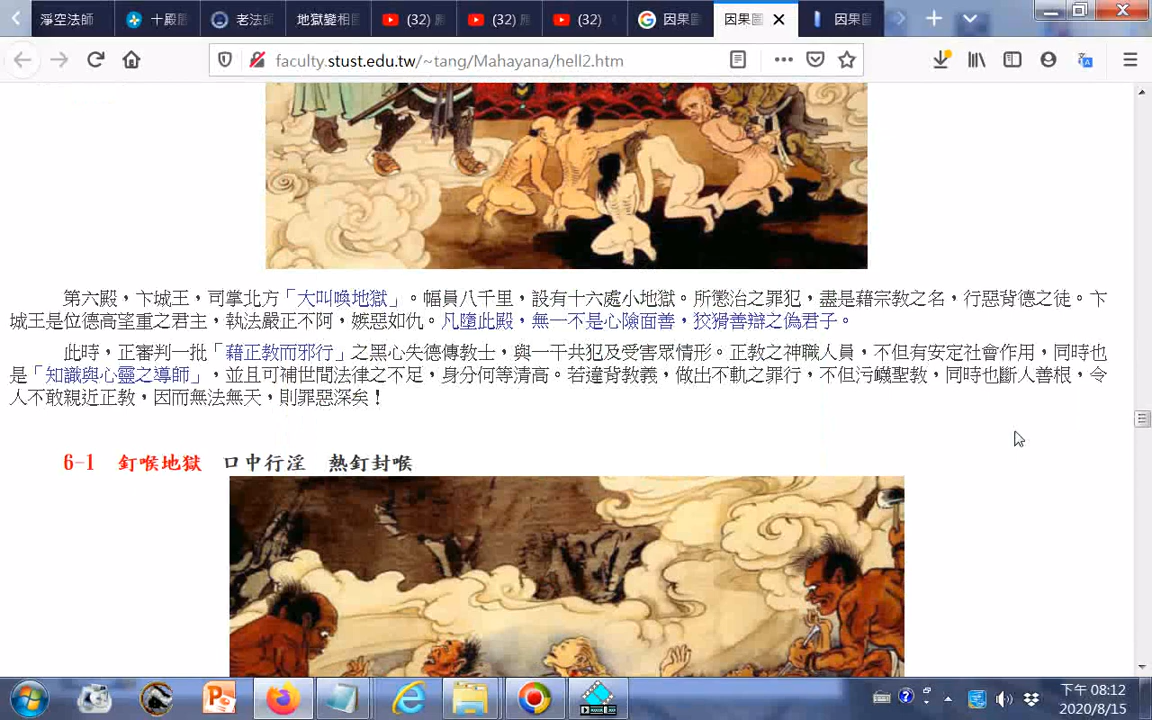 淨空法師
十殿閻
老法師
地獄變相圖
(32)
(32)
(32)
因果圖
因果圖
因果圖
faculty.stust.edu.tw/~tang/Mahayana/hell2.htm
第六殿，卞城王，司掌北方「大叫喚地獄」。幅員八千里，設有十六處小地獄。所懲治之罪犯，盡是藉宗教之名，行惡背德之徒。卞
城王是位德高望重之君主，執法嚴正不阿，嫉惡如仇。凡墮此殿，無一不是心險面善，狡猾善辯之偽君子。
此時，正審判一批「藉正教而邪行」之黑心失德傳教士，與一干共犯及受害眾情形。正教之神職人員，不但有安定社會作用，同時也
是「知識與心靈之導師」，並且可補世間法律之不足，身分何等清高。若違背教義，做出不軌之罪行，不但污衊聖教，同時也斷人善根，令
人不敢親近正教，因而無法無天，則罪惡深矣！
6-1 釘喉地獄 口中行淫 熱釘封喉
下午 08:12
2020/8/15